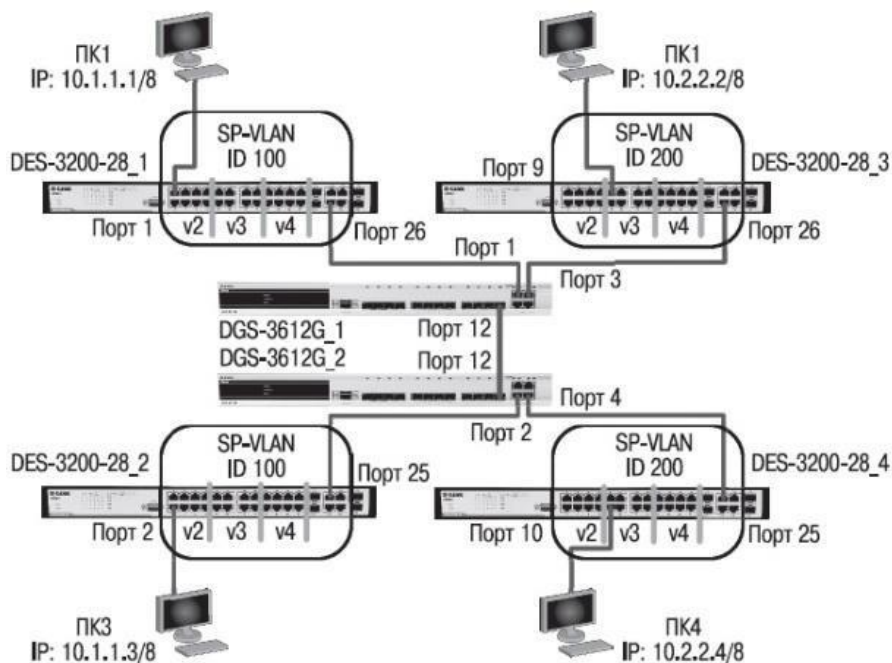 ПК1
IP: 10.1.1.1/8
ПК1
IP: 10.2.2.2/8
SP-VLAN
ID 100
SP-VLAN
ID 200
DES-3200-28_1
Порт 9
DES-3200-28_3
Порт 1
v2
v3
v4
Порт 26
v2
v3
v4
Порт 26
Порт 1
Порт 3
DGS-3612G_1
Порт 12
DGS-3612G_2
Порт 12
Порт 4
Порт 2
SP-VLAN
ID 100
SP-VLAN
ID 200
DES-3200-28_2
Порт 25
DES-3200-28_4
Порт 2
v2
v3
v4
Порт 10
v2
v3
v4
Порт 25
ПК3
IP: 10.1.1.3/8
ПК4
IP: 10.2.2.4/8